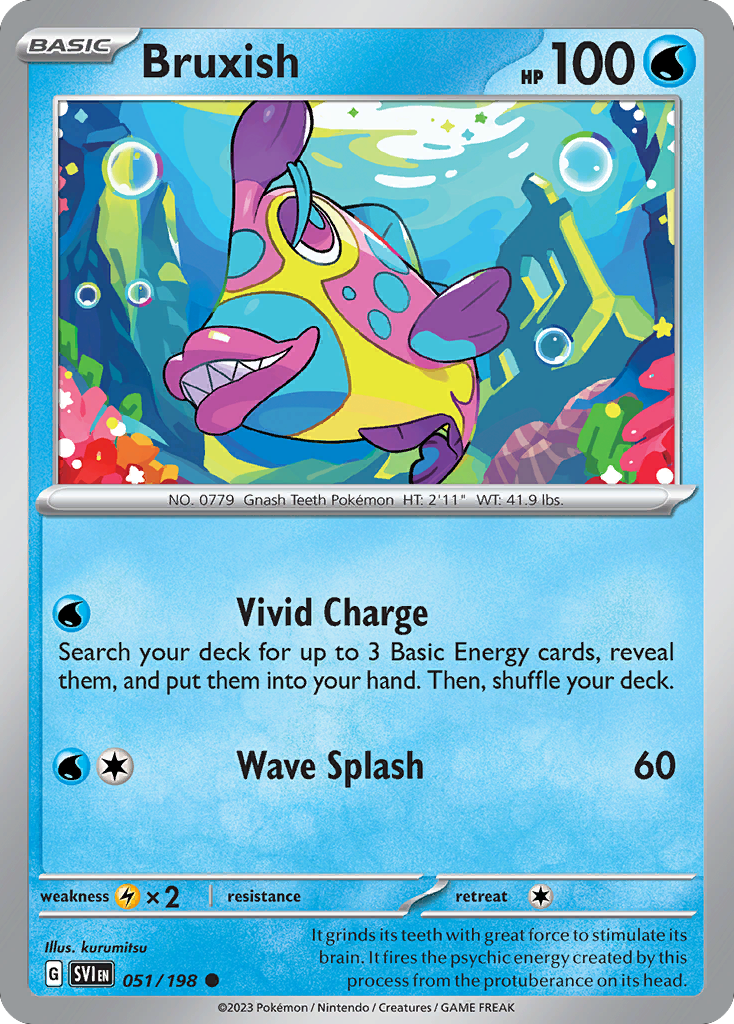 BASIC
Bruxish
HP 100
NO. 0779 Gnash Teeth Pokémon HT: 2'11" WT: 41.9 lbs.
Vivid Charge
Search your deck for up to 3 Basic Energy cards, reveal
them, and put them into your hand. Then, shuffle your deck.
Wave Splash 60
weakness ×2 resistance retreat
Illus. kurumitsu
It grinds its teeth with great force to stimulate its
brain. It fires the psychic energy created by this
process from the protuberance on its head.
G SVI EN 051/198
©2023 Pokémon / Nintendo / Creatures / GAME FREAK